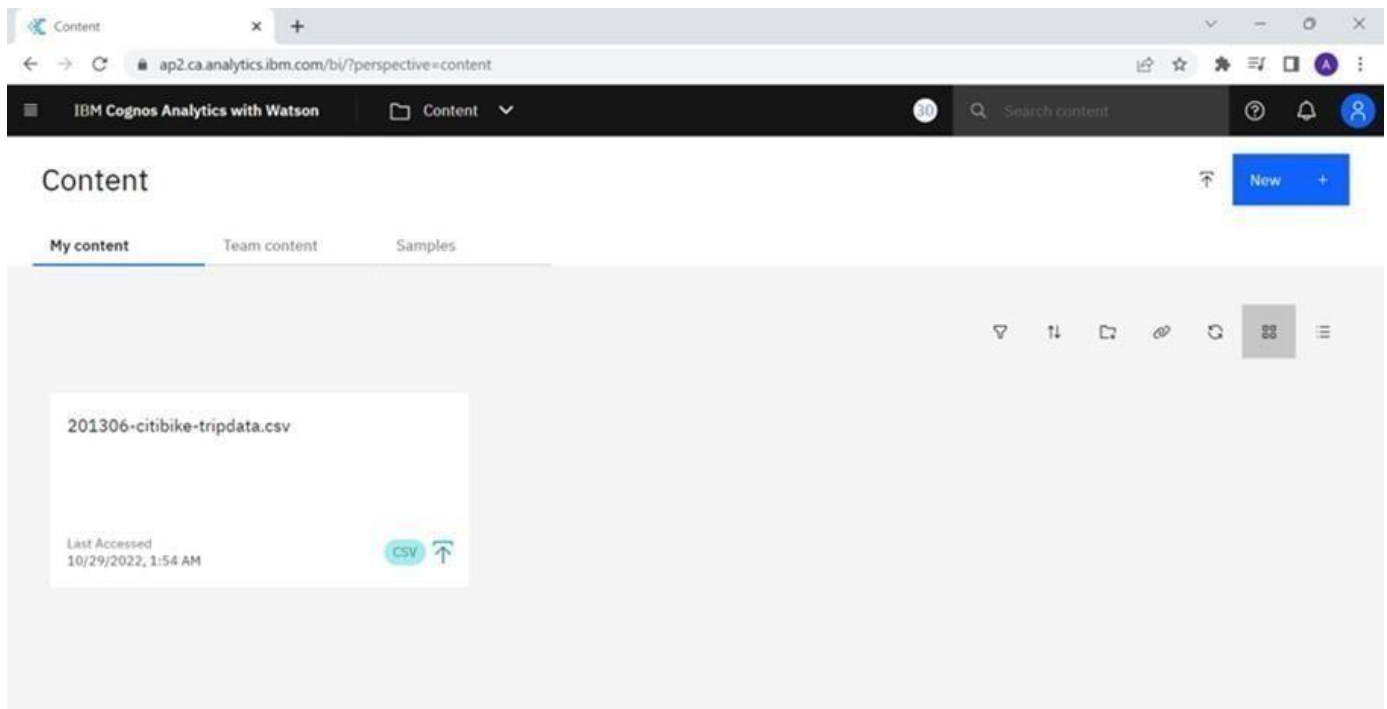 Content
ap2.ca.analytics.ibm.com/bi/?perspective=content
A
IBM Cognos Analytics with Watson
Content
30
Search content
Content
New +
My content
Team content
Samples
201306-citibike-tripdata.csv
Last Accessed
10/29/2022, 1:54 AM
CSV